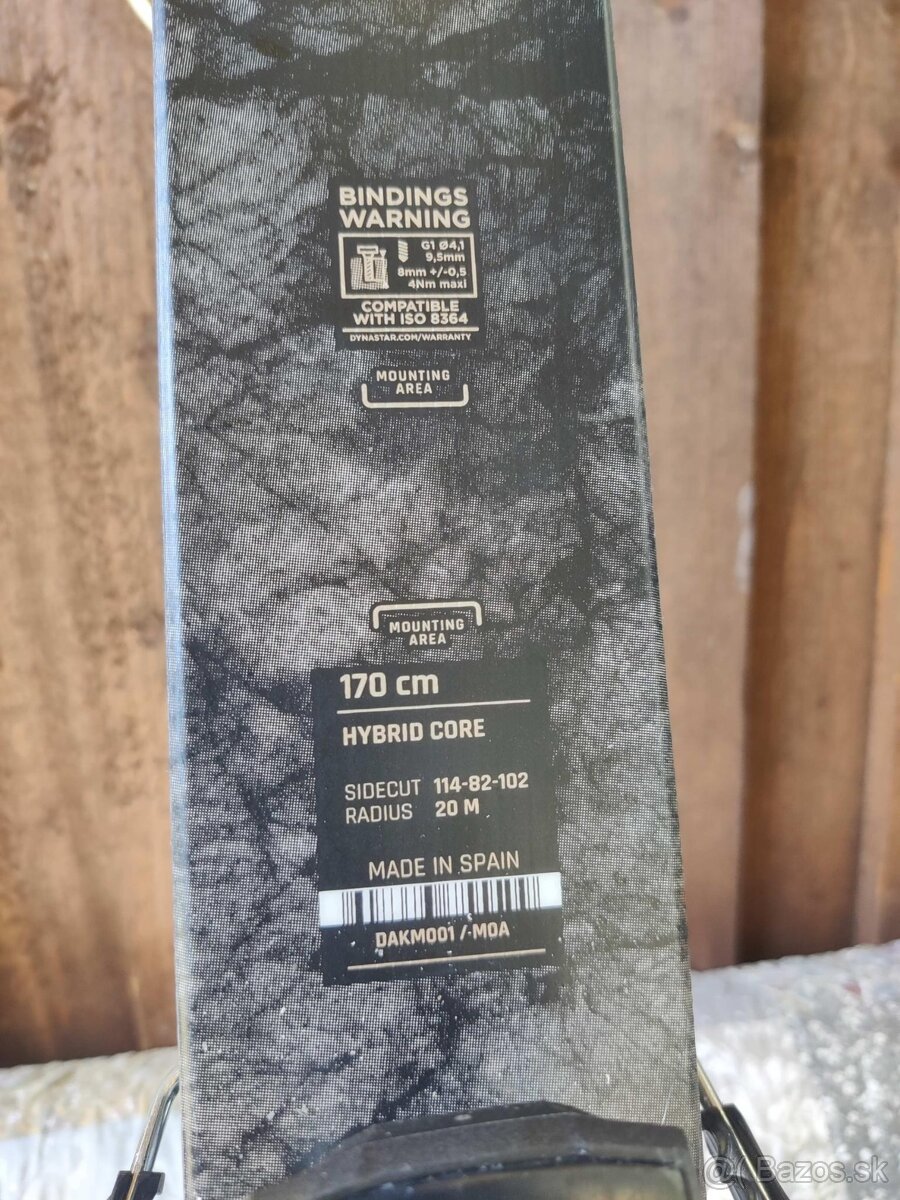 BINDINGS
WARNING
G1 Ø4,1
9,5mm
8mm +/-0,5
4Nm maxi
COMPATIBLE
WITH ISO 8364
DYNASTAR.COM/WARRANTY
MOUNTING
AREA
MOUNTING
AREA
170 cm
HYBRID CORE
SIDECUT 114-82-102
RADIUS 20 M
MADE IN SPAIN
DAKM001 /-MOA
@ Bazos.sk